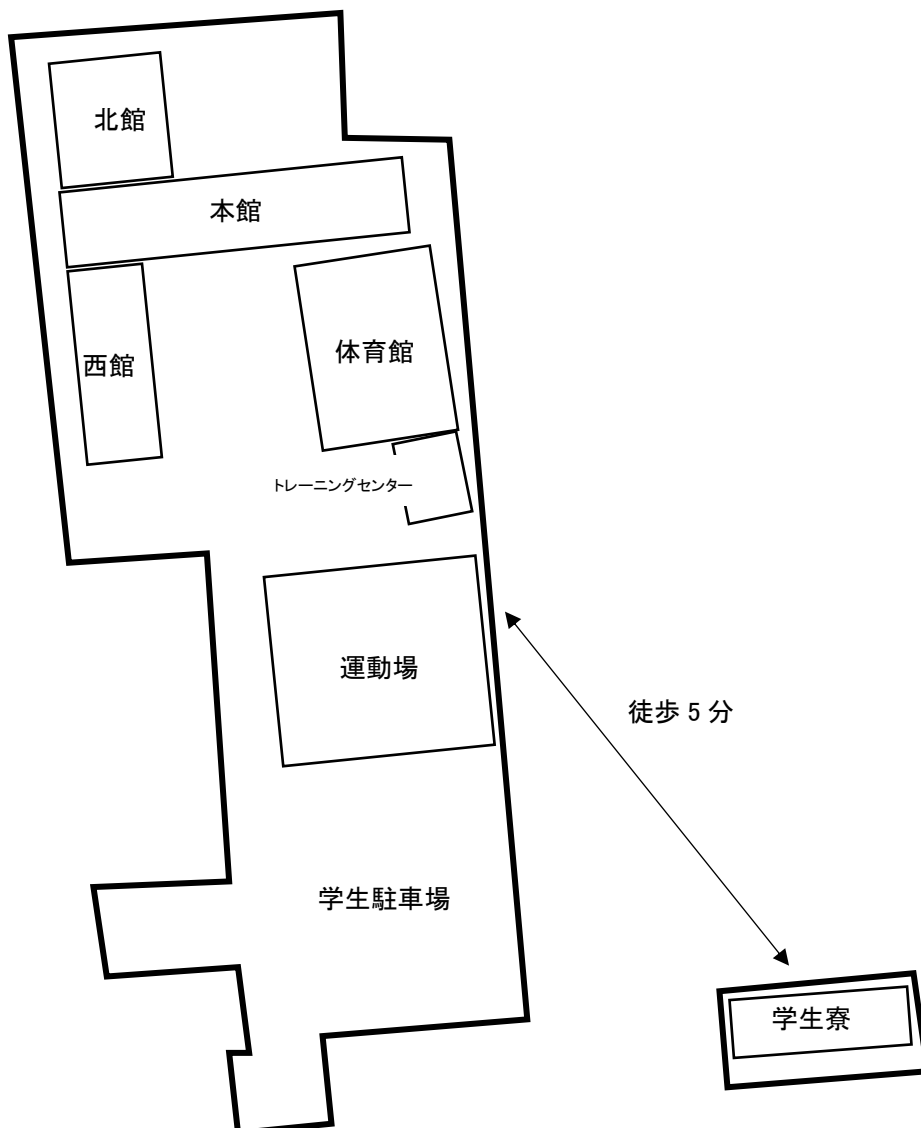 北館
本館
西館
体育館
トレーニングセンター
運動場
徒歩 5 分
学生駐車場
学生寮